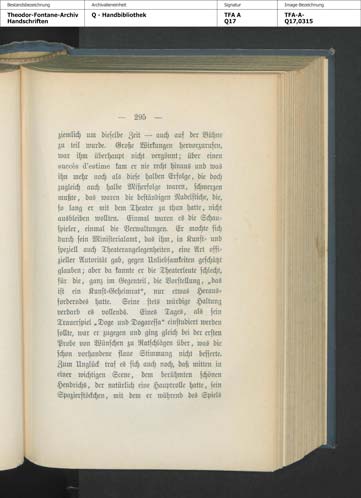 Bestandsbezeichnung
Theodor-Fontane-Archiv
Handschriften
Archivalieneinheit
Q - Handbibliothek
Signatur
TFA A
Q17
Image Bezeichnung
TFA-A-
Q17,0315
— 295 —
ziemlich um dieselbe Zeit — auch auf der Bühne
zu teil wurde. Große Wirkungen hervorzurufen,
war ihm überhaupt nicht vergönnt; über einen
succès d'estime kam er nie recht hinaus und was
ihn mehr noch als diese halben Erfolge, die doch
zugleich auch halbe Mißerfolge waren, schmerzen
mußte, das waren die beständigen Nadelstiche, die,
so lang er mit dem Theater zu thun hatte, nicht
ausbleiben wollten. Einmal waren es die Schau-
spieler, einmal die Verwaltungen. Er mochte sich
durch sein Ministerialamt, das ihm, in Kunst- und
speziell auch Theaterangelegenheiten, eine Art offi-
zieller Autorität gab, gegen Unliebsamkeiten geschützt
glauben; aber da kannte er die Theaterleute schlecht,
für die, ganz im Gegenteil, die Vorstellung, „das
ist ein Kunst-Geheimrat“, nur etwas Heraus-
forderndes hatte. Seine stets würdige Haltung
verdarb es vollends. Eines Tages, als sein
Trauerspiel „Doge und Dogaressa“ einstudiert werden
sollte, war er zugegen und ging gleich bei der ersten
Probe von Wünschen zu Ratschlägen über, was die
schon vorhandene flaue Stimmung nicht besserte.
Zum Unglück traf es sich auch noch, daß mitten in
einer wichtigen Scene, dem berühmten schönen
Hendrichs, der natürlich eine Hauptrolle hatte, sein
Spazierstöckchen, mit dem er während des Spiels